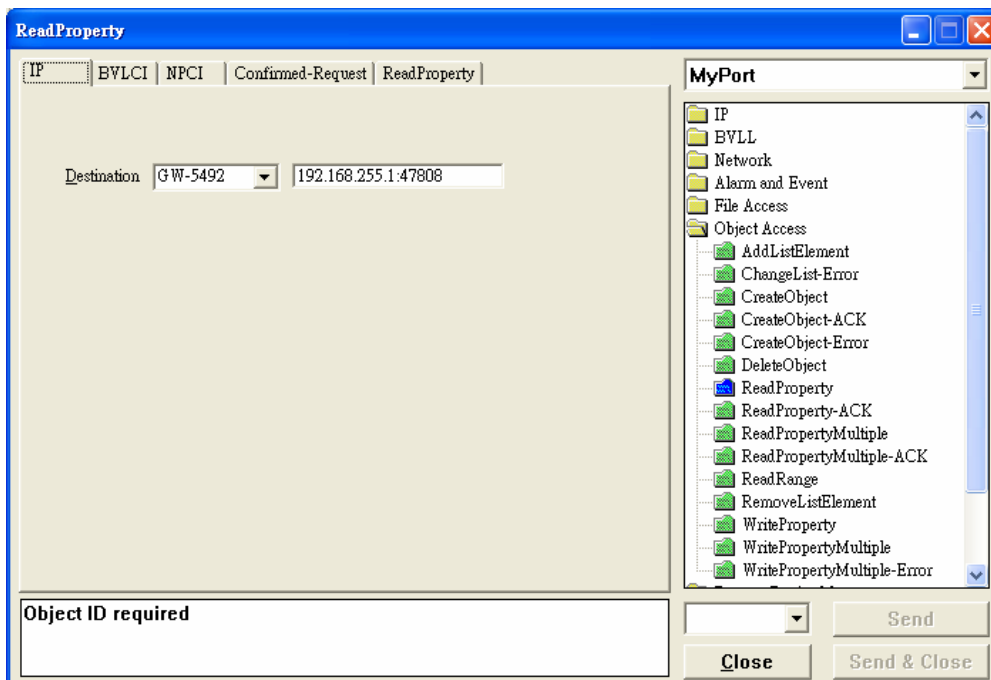 ReadProperty
IP BVLCI NPCI Confirmed-Request ReadProperty
Destination GW-5492 192.168.255.1:47808
MyPort
IP
BVLL
Network
Alarm and Event
File Access
Object Access
AddListElement
ChangeList-Error
CreateObject
CreateObject-ACK
CreateObject-Error
DeleteObject
ReadProperty
ReadProperty-ACK
ReadPropertyMultiple
ReadPropertyMultiple-ACK
ReadRange
RemoveListElement
WriteProperty
WritePropertyMultiple
WritePropertyMultiple-Error
Object ID required
Send
Close Send & Close